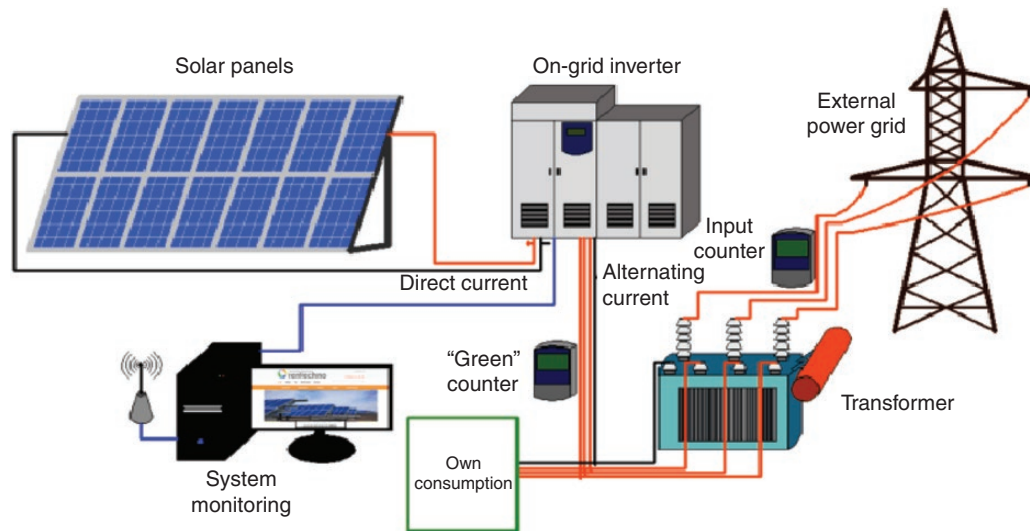 Solar panels
On-grid inverter
External
power grid
Input
counter
Direct current
Alternating
current
"Green"
counter
Transformer
rentechno
Own
consumption
System
monitoring